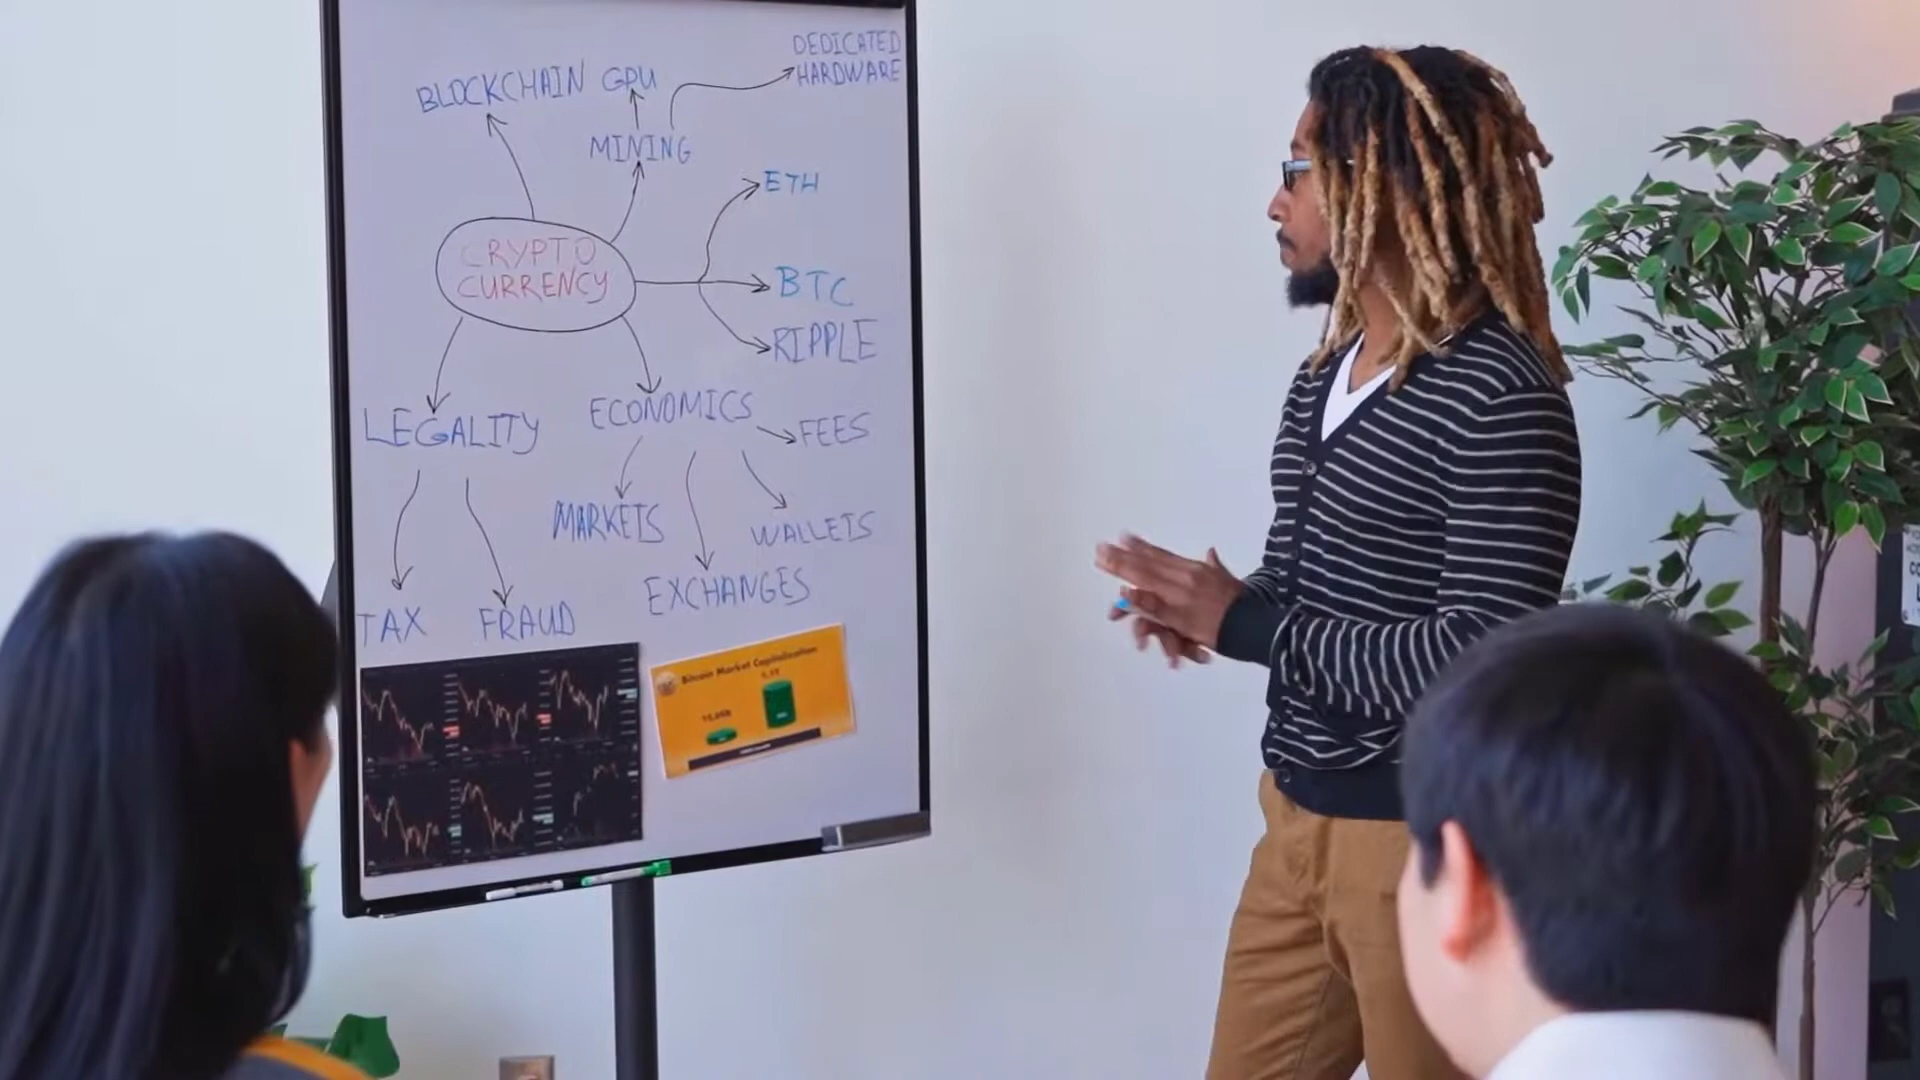 DEDICATED
HARDWARE
BLOCKCHAIN GPU
MINING
ETH
CRYPTO
CURRENCY
BTC
RIPPLE
LEGALITY
ECONOMICS
FEES
MARKETS
WALLETS
EXCHANGES
TAX
FRAUD
Bitcoin Market Capitalization